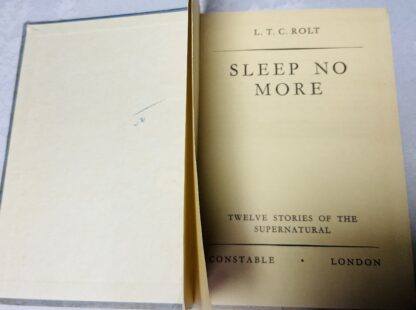 L. T. C. ROLT
SLEEP NO
MORE
TWELVE STORIES OF THE
SUPERNATURAL
CONSTABLE • LONDON